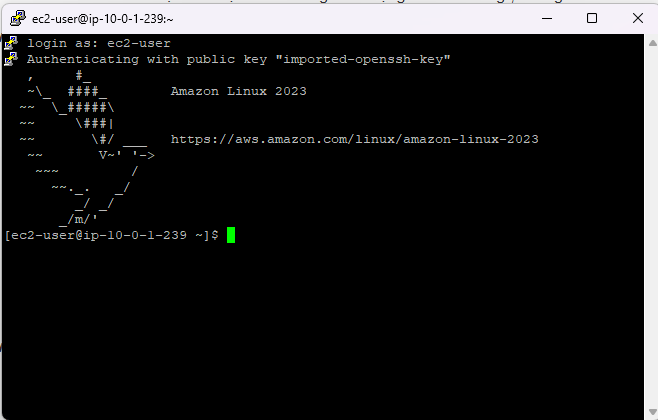 ec2-user@ip-10-0-1-239:~
login as: ec2-user
Authenticating with public key "imported-openssh-key"
   ,     #_
   ~\_  ####_        Amazon Linux 2023
  ~~  \_#####\
  ~~     \###|
  ~~       \#/ ___   https://aws.amazon.com/linux/amazon-linux-2023
   ~~       V~' '->
    ~~~         /
      ~~._.   _/
         _/ _/
       _/m/'
[ec2-user@ip-10-0-1-239 ~]$